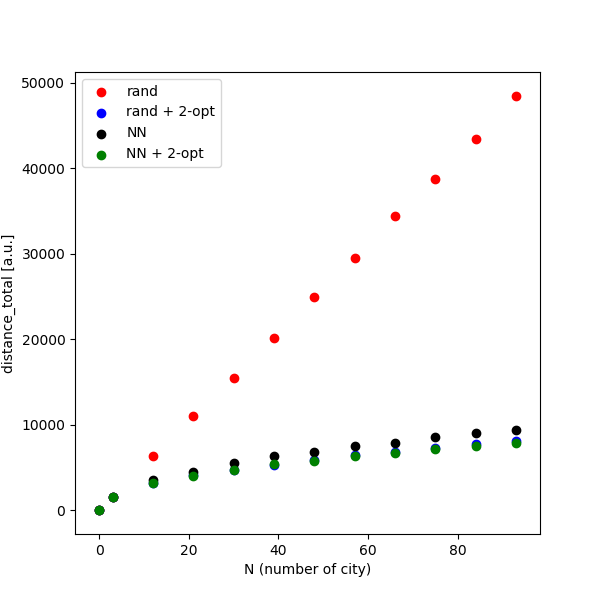 rand
rand + 2-opt
NN
NN + 2-opt
50000
40000
30000
20000
10000
0
distance_total [a.u.]
0 20 40 60 80
N (number of city)